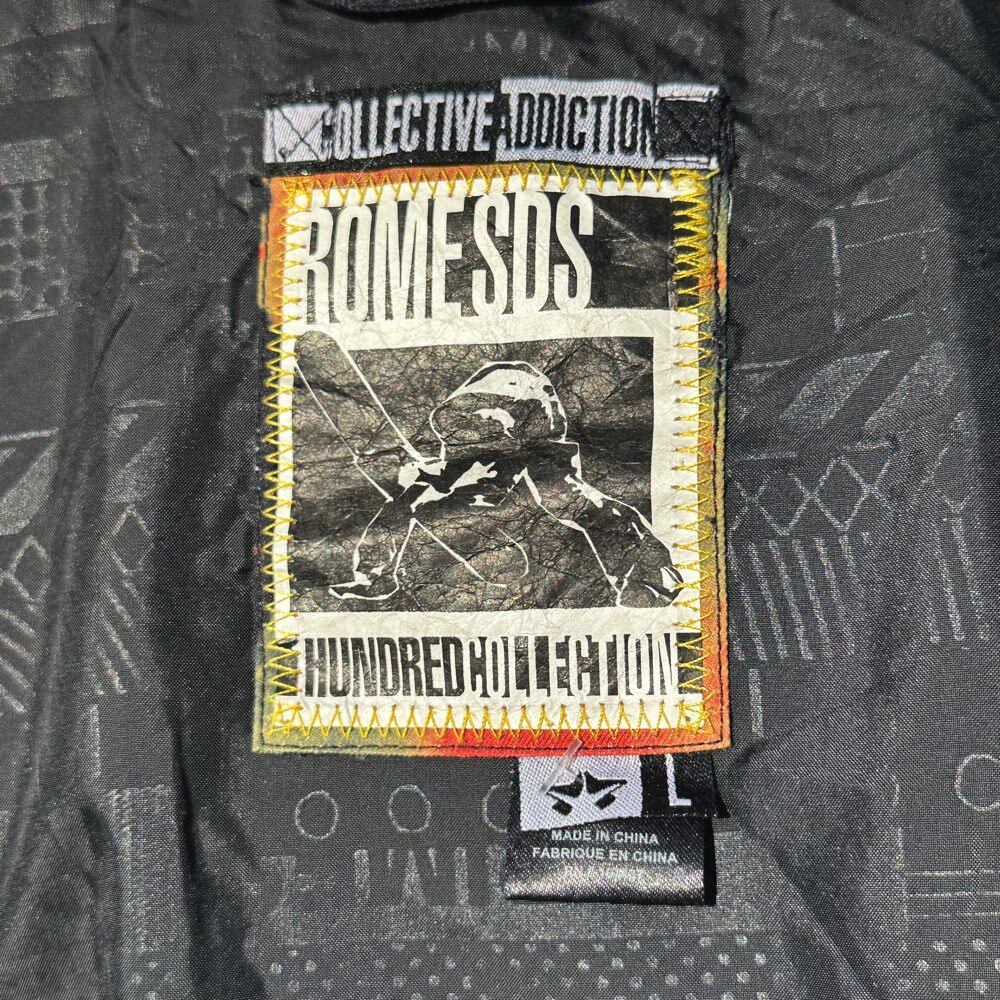 COLLECTIVE ADDICTION
ROME SDS
HUNDRED COLLECTION
L
MADE IN CHINA
FABRIQUE EN CHINA